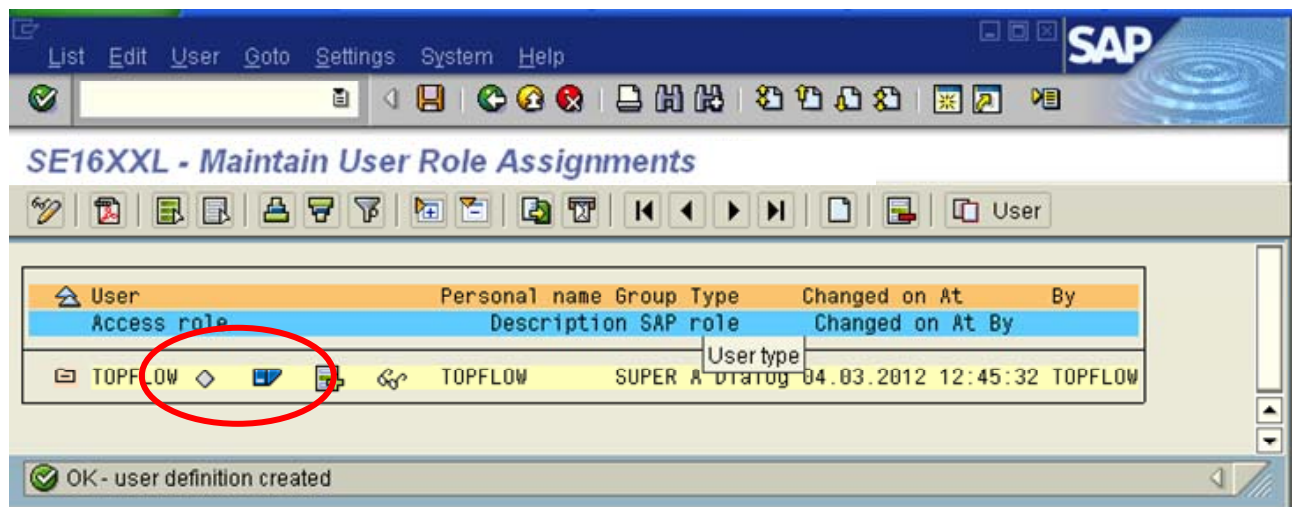 List Edit User Goto Settings System Help
SAP
SE16XXL - Maintain User Role Assignments
User
User Personal name Group Type Changed on At By
Access role Description SAP role Changed on At By
User type
TOPFLOW TOPFLOW SUPER A Dialog 04.03.2012 12:45:32 TOPFLOW
OK - user definition created